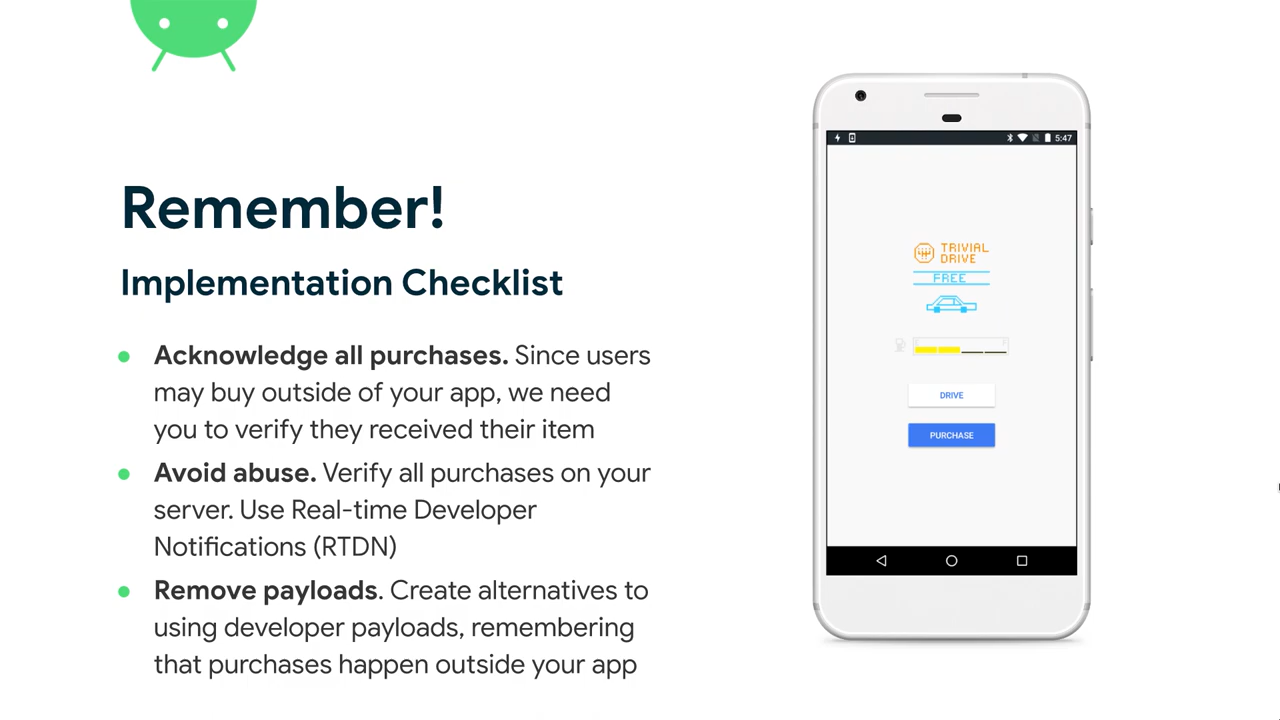 Remember!
Implementation Checklist
Acknowledge all purchases. Since users
may buy outside of your app, we need
you to verify they received their item
Avoid abuse. Verify all purchases on your
server. Use Real-time Developer
Notifications (RTDN)
Remove payloads. Create alternatives to
using developer payloads, remembering
that purchases happen outside your app
5:47
TRIVIAL
DRIVE
FREE
DRIVE
PURCHASE